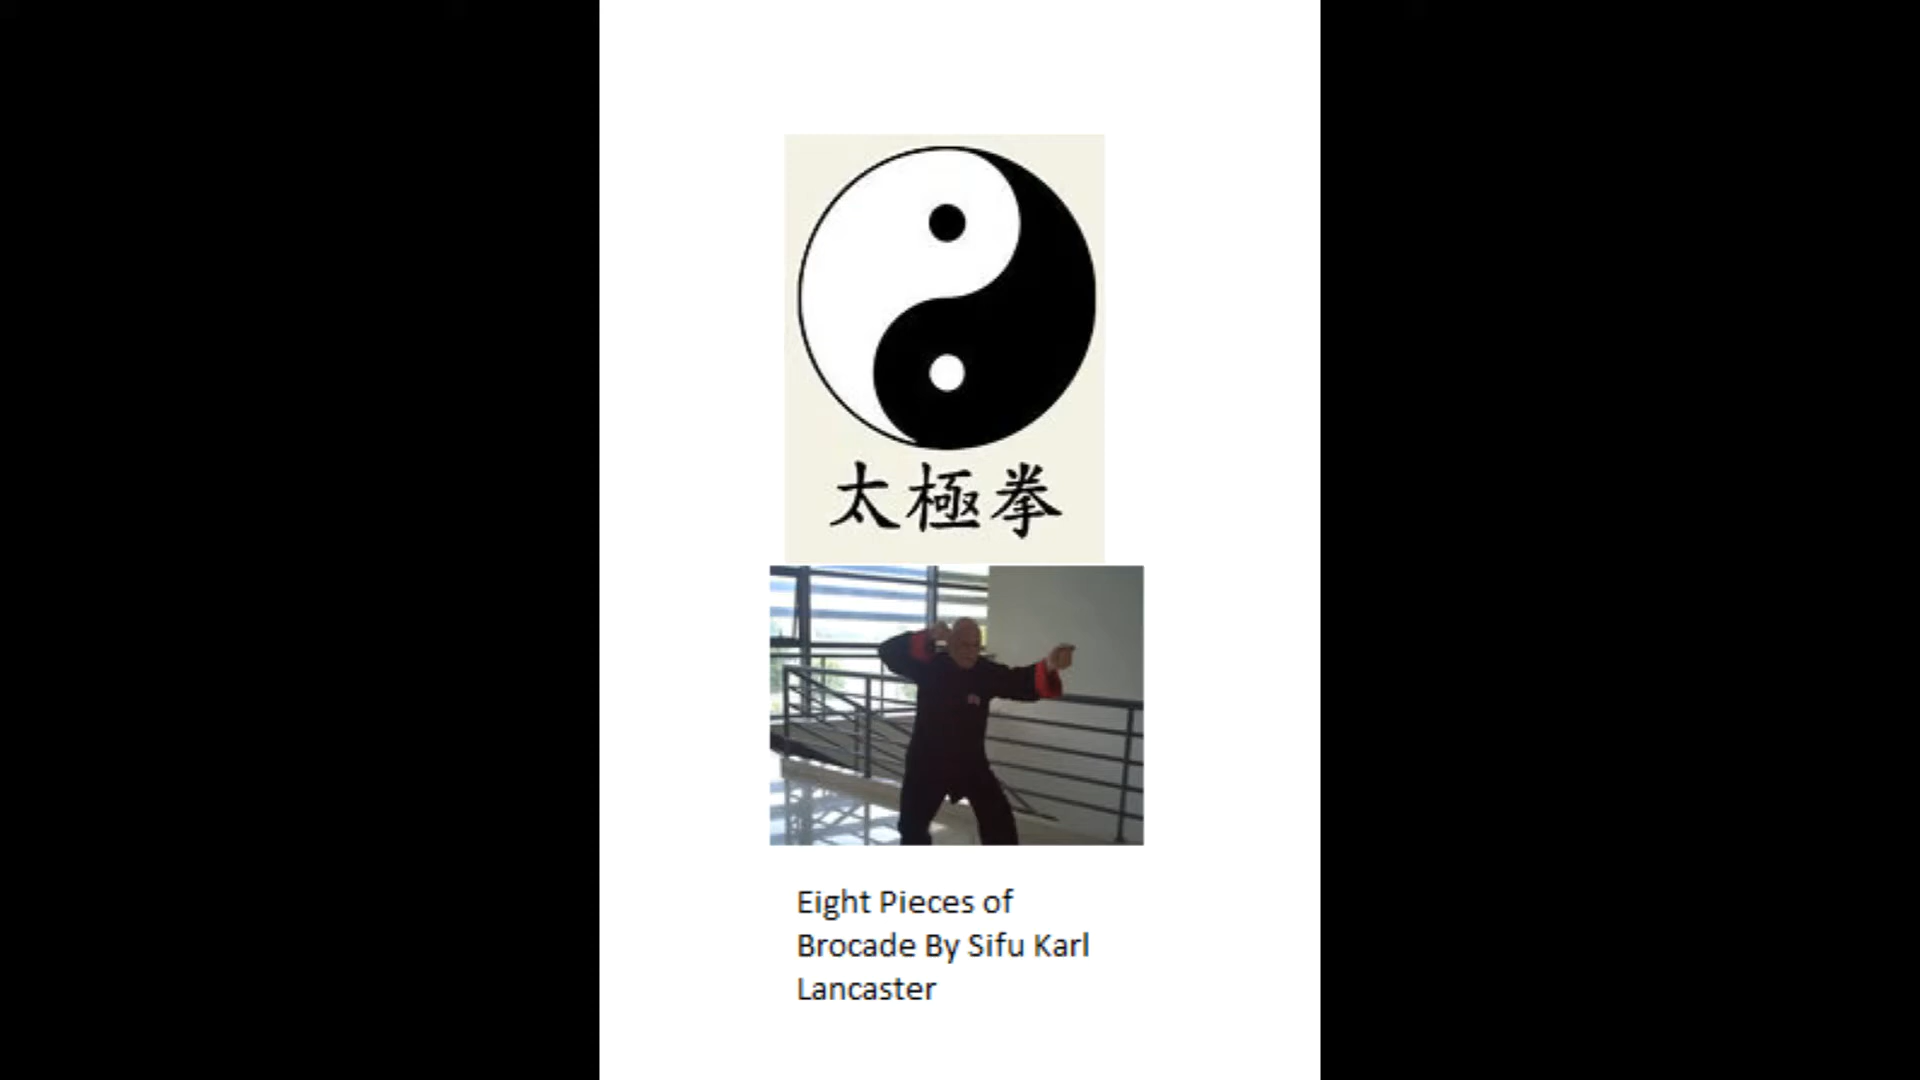 太極拳
Eight Pieces of
Brocade By Sifu Karl
Lancaster